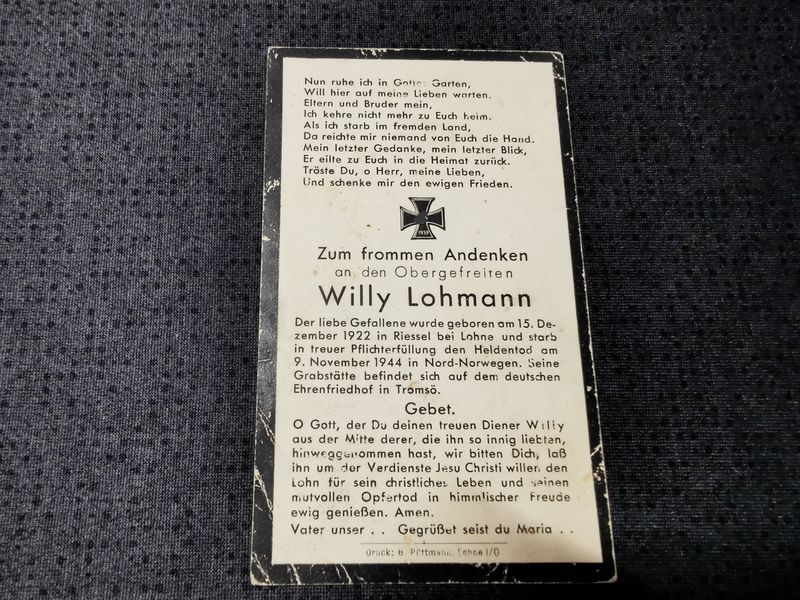 Nun ruhe ich in Gottes Garten,
Will hier auf meine Lieben warten.
Eltern und Bruder mein,
Ich kehre nicht mehr zu Euch heim.
Als ich starb im fremden Land,
Da reichte mir niemand von Euch die Hand.
Mein letzter Gedanke, mein letzter Blick,
Er eilte zu Euch in die Heimat zurück.
Tröste Du, o Herr, meine Lieben,
Und schenke mir den ewigen Frieden.
1939
Zum frommen Andenken
an den Obergefreiten
Willy Lohmann
Der liebe Gefallene wurde geboren am 15. De-
zember 1922 in Riessel bei Lohne und starb
in treuer Pflichterfüllung den Heldentod am
9. November 1944 in Nord-Norwegen. Seine
Grabstätte befindet sich auf dem deutschen
Ehrenfriedhof in Tromsö.
Gebet.
O Gott, der Du deinen treuen Diener Willy
aus der Mitte derer, die ihn so innig liebten,
hinweggenommen hast, wir bitten Dich, laß
ihn um der Verdienste Jesu Christi willen den
Lohn für sein christliches Leben und seinen
mutvollen Opfertod in himmlischer Freude
ewig genießen. Amen.
Vater unser . . Gegrüßet seist du Maria . .
Druck: B. Püttmann, Lohne i/O